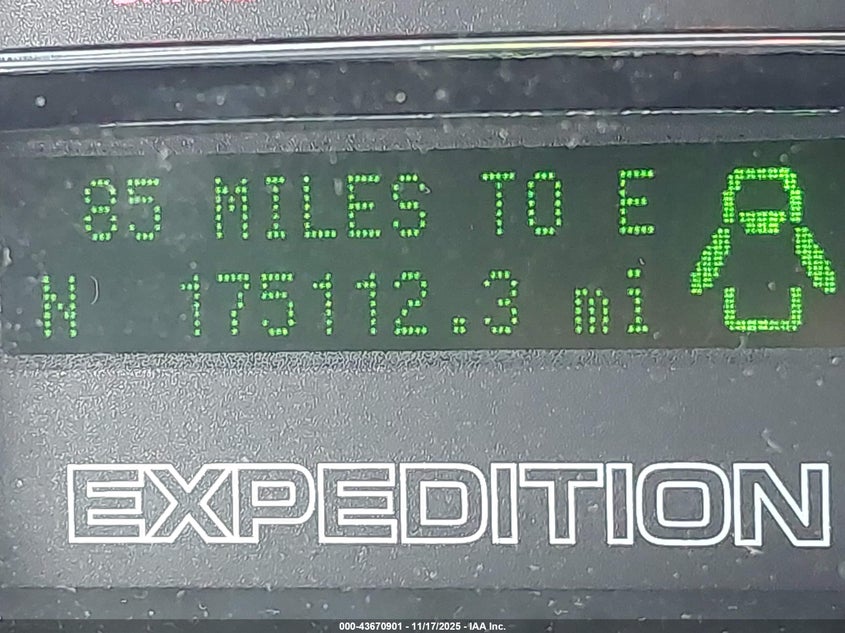 85 MILES TO E
N 175112.3 mi
EXPEDITION
000-43670901 - 11/17/2025 - IAA Inc.